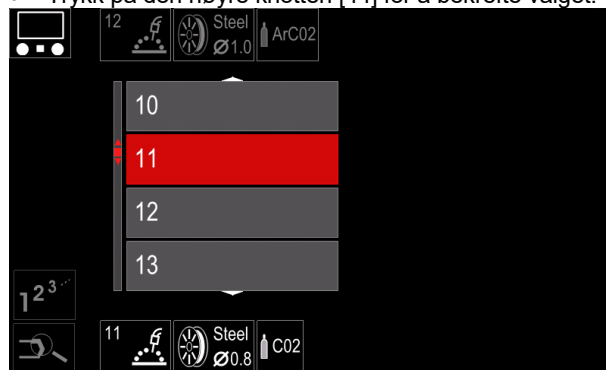 Trykk på den høyre knotten [11] for å bekrefte valget.
12 Steel ArC02
Ø1.0
10
11
12
13
123
11 Steel C02
Ø0.8